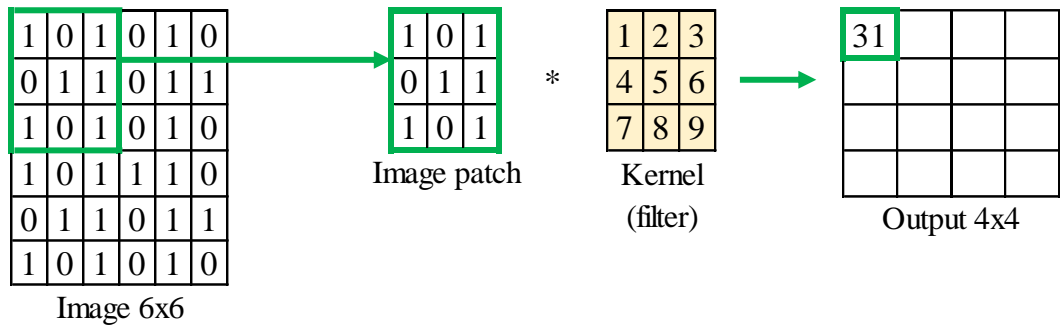 1 0 1 0 1 0
0 1 1 0 1 1
1 0 1 0 1 0
1 0 1 1 1 0
0 1 1 0 1 1
1 0 1 0 1 0
Image 6x6
1 0 1
0 1 1
1 0 1
Image patch
*
1 2 3
4 5 6
7 8 9
Kernel
(filter)
31
Output 4x4